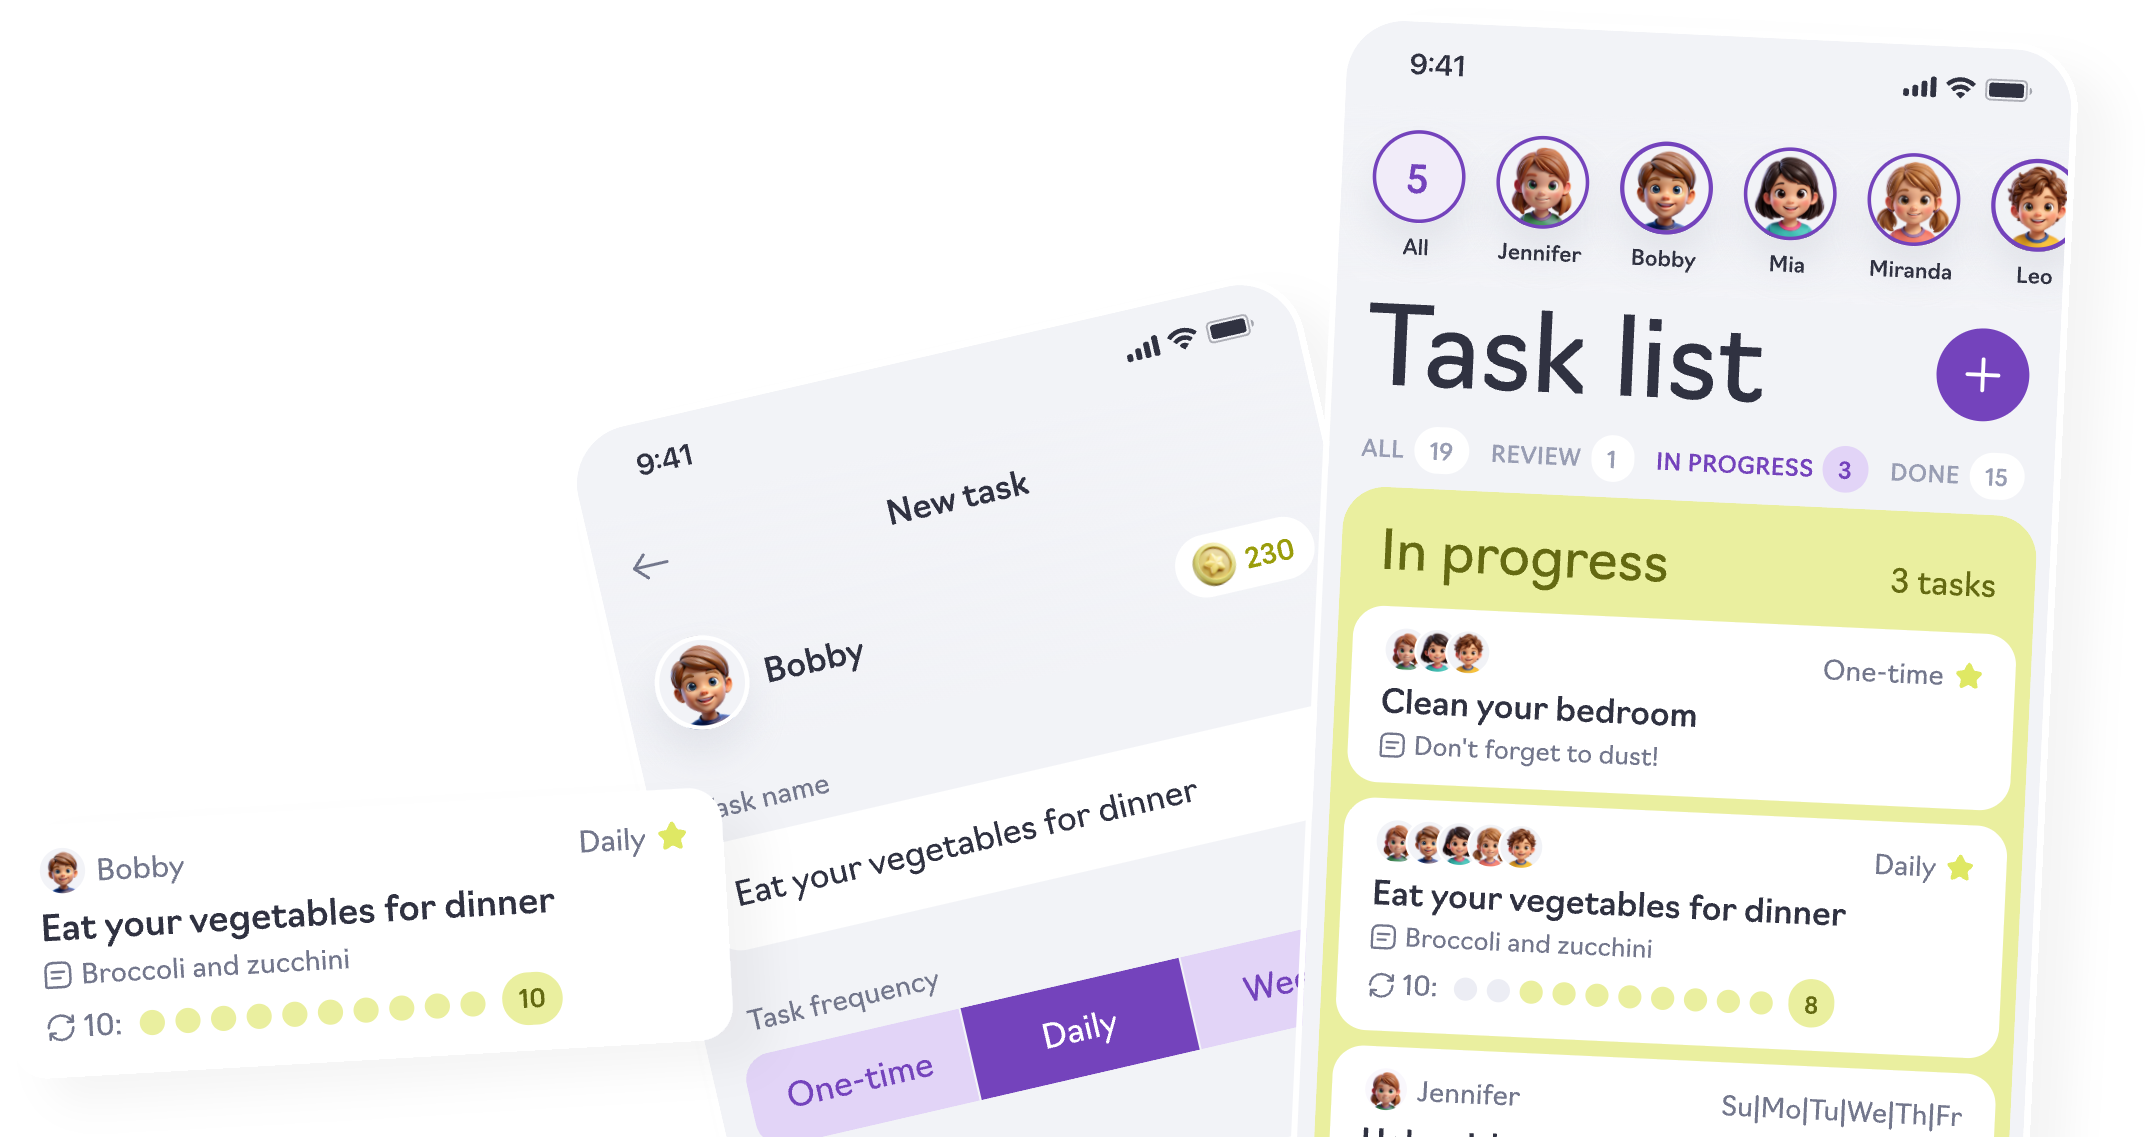 Bobby
Daily
Eat your vegetables for dinner
Broccoli and zucchini
10:
10
9:41
New task
230
Bobby
ask name
Eat your vegetables for dinner
Task frequency
One-time
Daily
9:41
5
All
Jennifer
Bobby
Mia
Miranda
Leo
Task list
ALL 19 REVIEW 1 IN PROGRESS 3 DONE 15
In progress
3 tasks
One-time
Clean your bedroom
Don't forget to dust!
Daily
Eat your vegetables for dinner
Broccoli and zucchini
10:
8
Jennifer
Su|Mo|Tu|We|Th|Fr